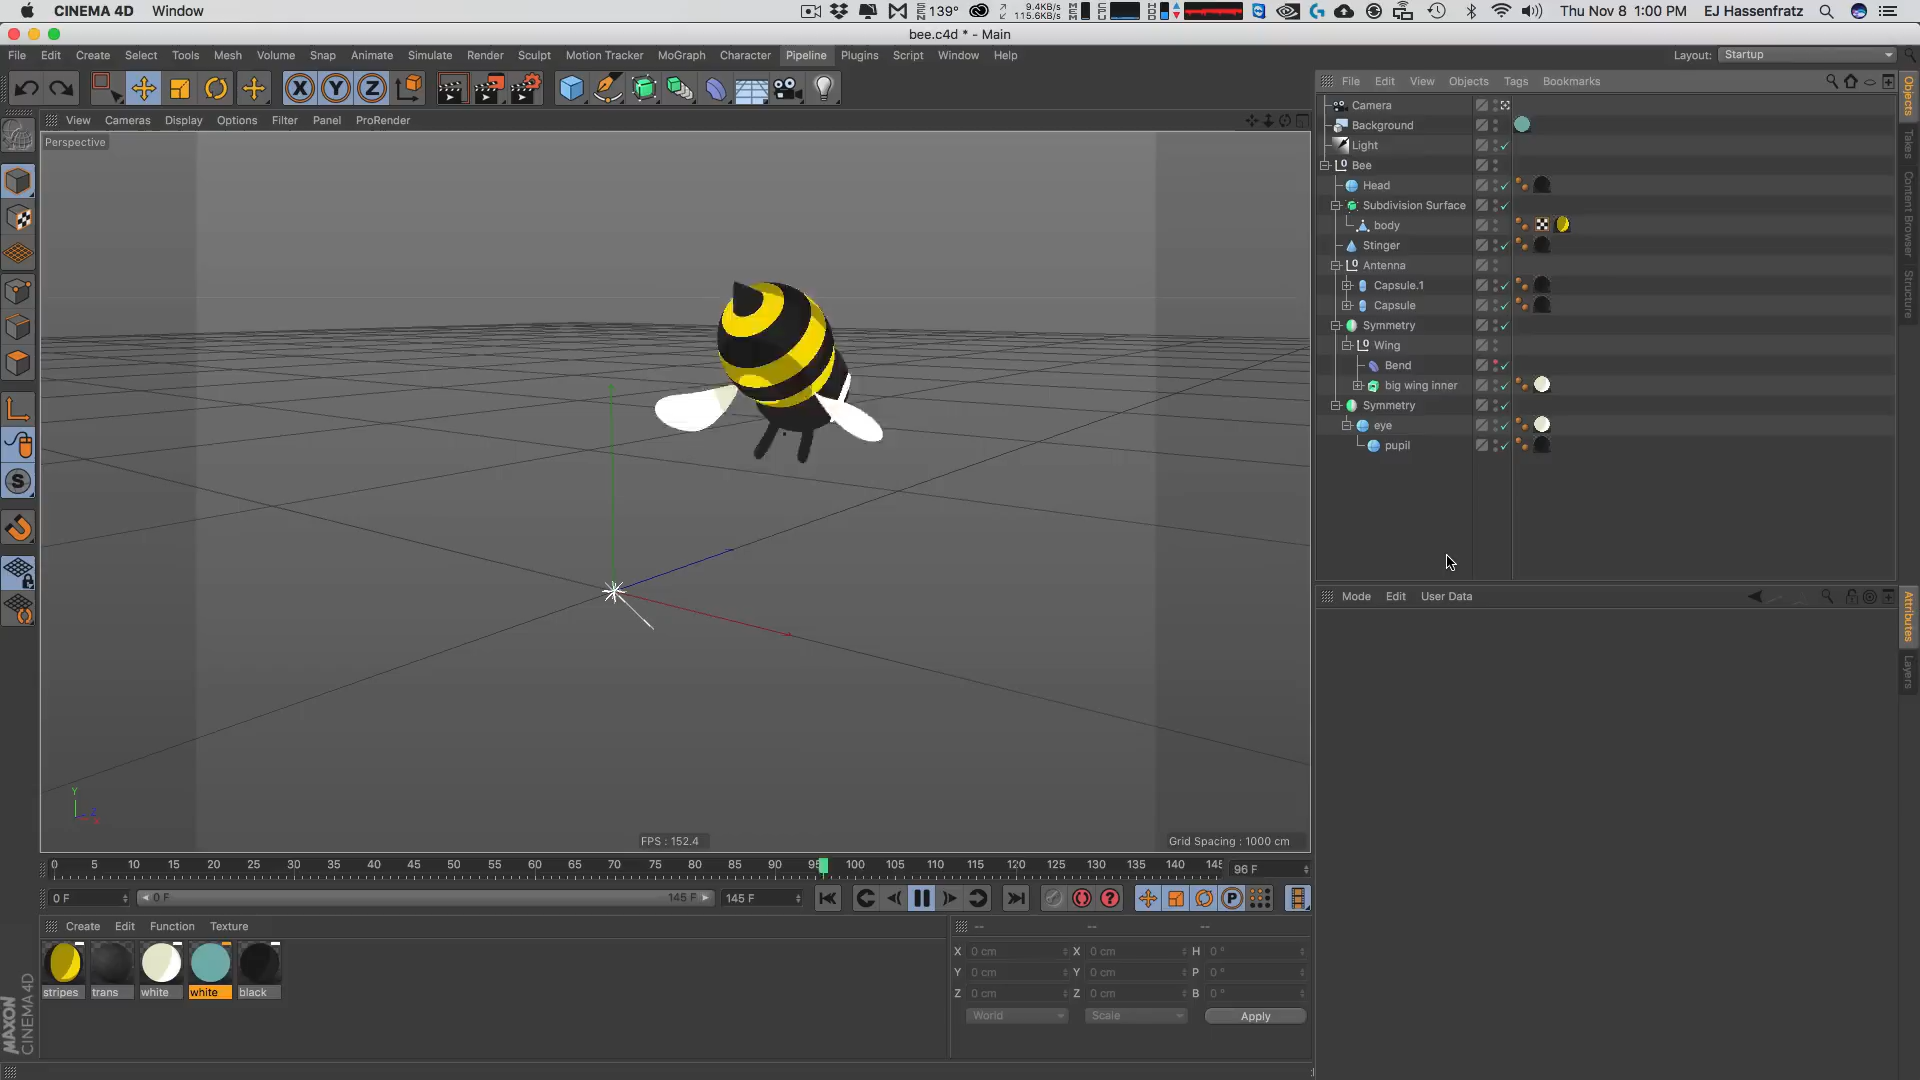 CINEMA 4D Window 139° 9.4KB/s 115.6KB/s Thu Nov 8 1:00 PM EJ Hassenfratz
bee.c4d * - Main
File Edit Create Select Tools Mesh Volume Snap Animate Simulate Render Sculpt Motion Tracker MoGraph Character Pipeline Plugins Script Window Help Layout: Startup
X Y Z
File Edit View Objects Tags Bookmarks
View Cameras Display Options Filter Panel ProRender
Perspective
Camera
Background
Light
Bee
Head
Subdivision Surface
body
Stinger
Antenna
Capsule.1
Capsule
Symmetry
Wing
Bend
big wing inner
Symmetry
eye
pupil
Objects
Takes
Content Browser
Structure
Mode Edit User Data
Attributes
Layers
Y
Z
X
FPS : 152.4
Grid Spacing : 1000 cm
0 5 10 15 20 25 30 35 40 45 50 55 60 65 70 75 80 85 90 95 100 105 110 115 120 125 130 135 140 145 96 F
0 F 0 F 145 F 145 F
Create Edit Function Texture
-- -- --
X 0 cm X 0 cm H 0 °
Y 0 cm Y 0 cm P 0 °
Z 0 cm Z 0 cm B 0 °
World Scale Apply
stripes trans white white black
MAXON
CINEMA 4D